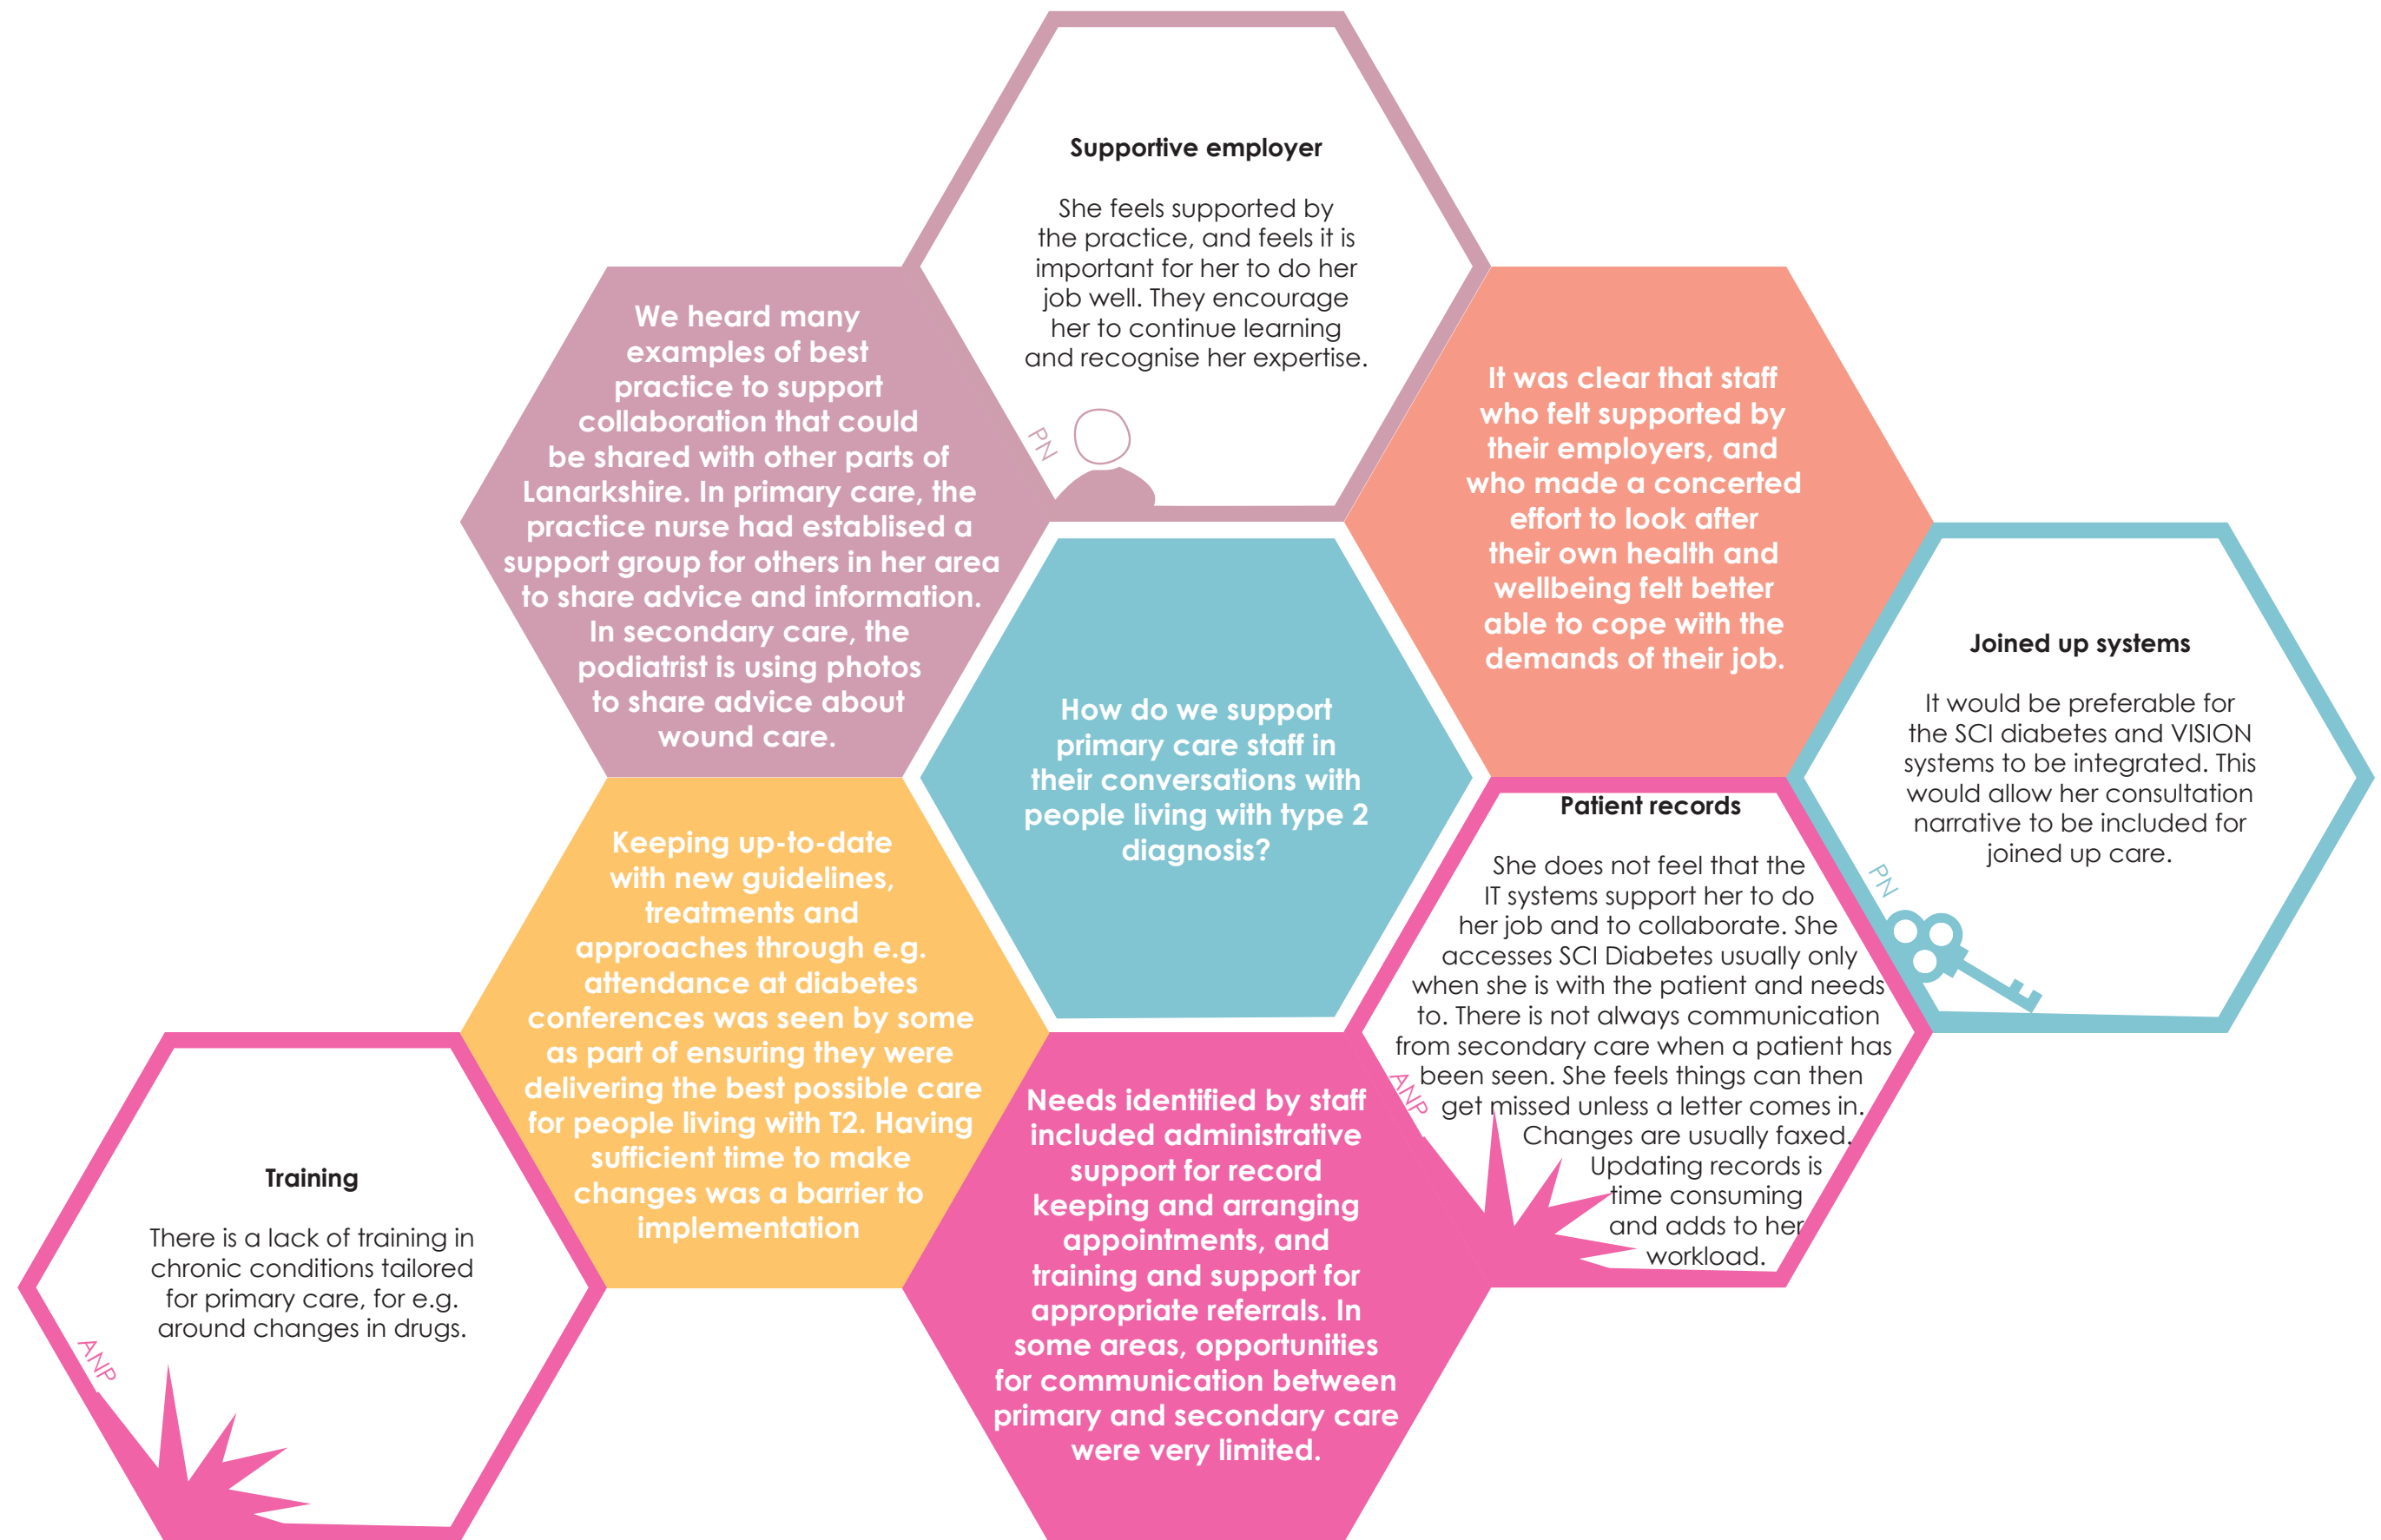 Supportive employer
She feels supported by
the practice, and feels it is
important for her to do her
job well. They encourage
her to continue learning
and recognise her expertise.
PN
We heard many
examples of best
practice to support
collaboration that could
be shared with other parts of
Lanarkshire. In primary care, the
practice nurse had establised a
support group for others in her area
to share advice and information.
In secondary care, the
podiatrist is using photos
to share advice about
wound care.
It was clear that staff
who felt supported by
their employers, and
who made a concerted
effort to look after
their own health and
wellbeing felt better
able to cope with the
demands of their job.
Joined up systems
It would be preferable for
the SCI diabetes and VISION
systems to be integrated. This
would allow her consultation
narrative to be included for
joined up care.
PN
How do we support
primary care staff in
their conversations with
people living with type 2
diagnosis?
Patient records
She does not feel that the
IT systems support her to do
her job and to collaborate. She
accesses SCI Diabetes usually only
when she is with the patient and needs
to. There is not always communication
from secondary care when a patient has
been seen. She feels things can then
get missed unless a letter comes in.
Changes are usually faxed.
Updating records is
time consuming
and adds to her
workload.
ANP
Keeping up-to-date
with new guidelines,
treatments and
approaches through e.g.
attendance at diabetes
conferences was seen by some
as part of ensuring they were
delivering the best possible care
for people living with T2. Having
sufficient time to make
changes was a barrier to
implementation
Needs identified by staff
included administrative
support for record
keeping and arranging
appointments, and
training and support for
appropriate referrals. In
some areas, opportunities
for communication between
primary and secondary care
were very limited.
Training
There is a lack of training in
chronic conditions tailored
for primary care, for e.g.
around changes in drugs.
ANP